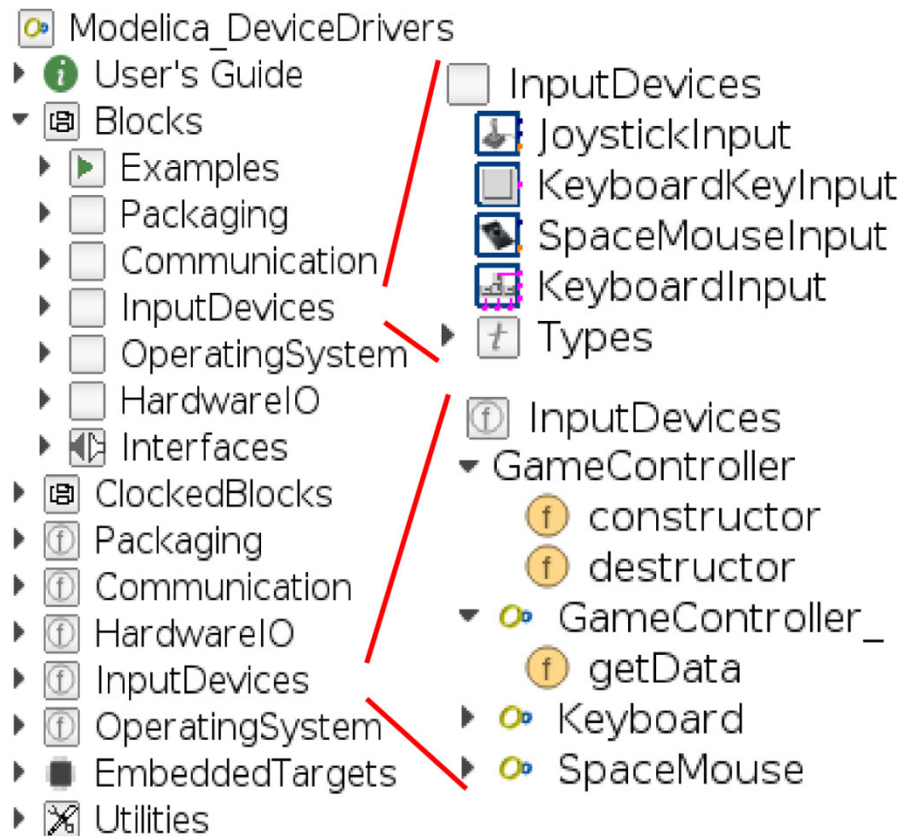 Modelica_DeviceDrivers
User's Guide
Blocks
Examples
Packaging
Communication
InputDevices
OperatingSystem
HardwareIO
Interfaces
ClockedBlocks
Packaging
Communication
HardwareIO
InputDevices
OperatingSystem
EmbeddedTargets
Utilities
InputDevices
JoystickInput
KeyboardKeyInput
SpaceMouseInput
KeyboardInput
t Types
f InputDevices
GameController
f constructor
f destructor
GameController_
f getData
Keyboard
SpaceMouse